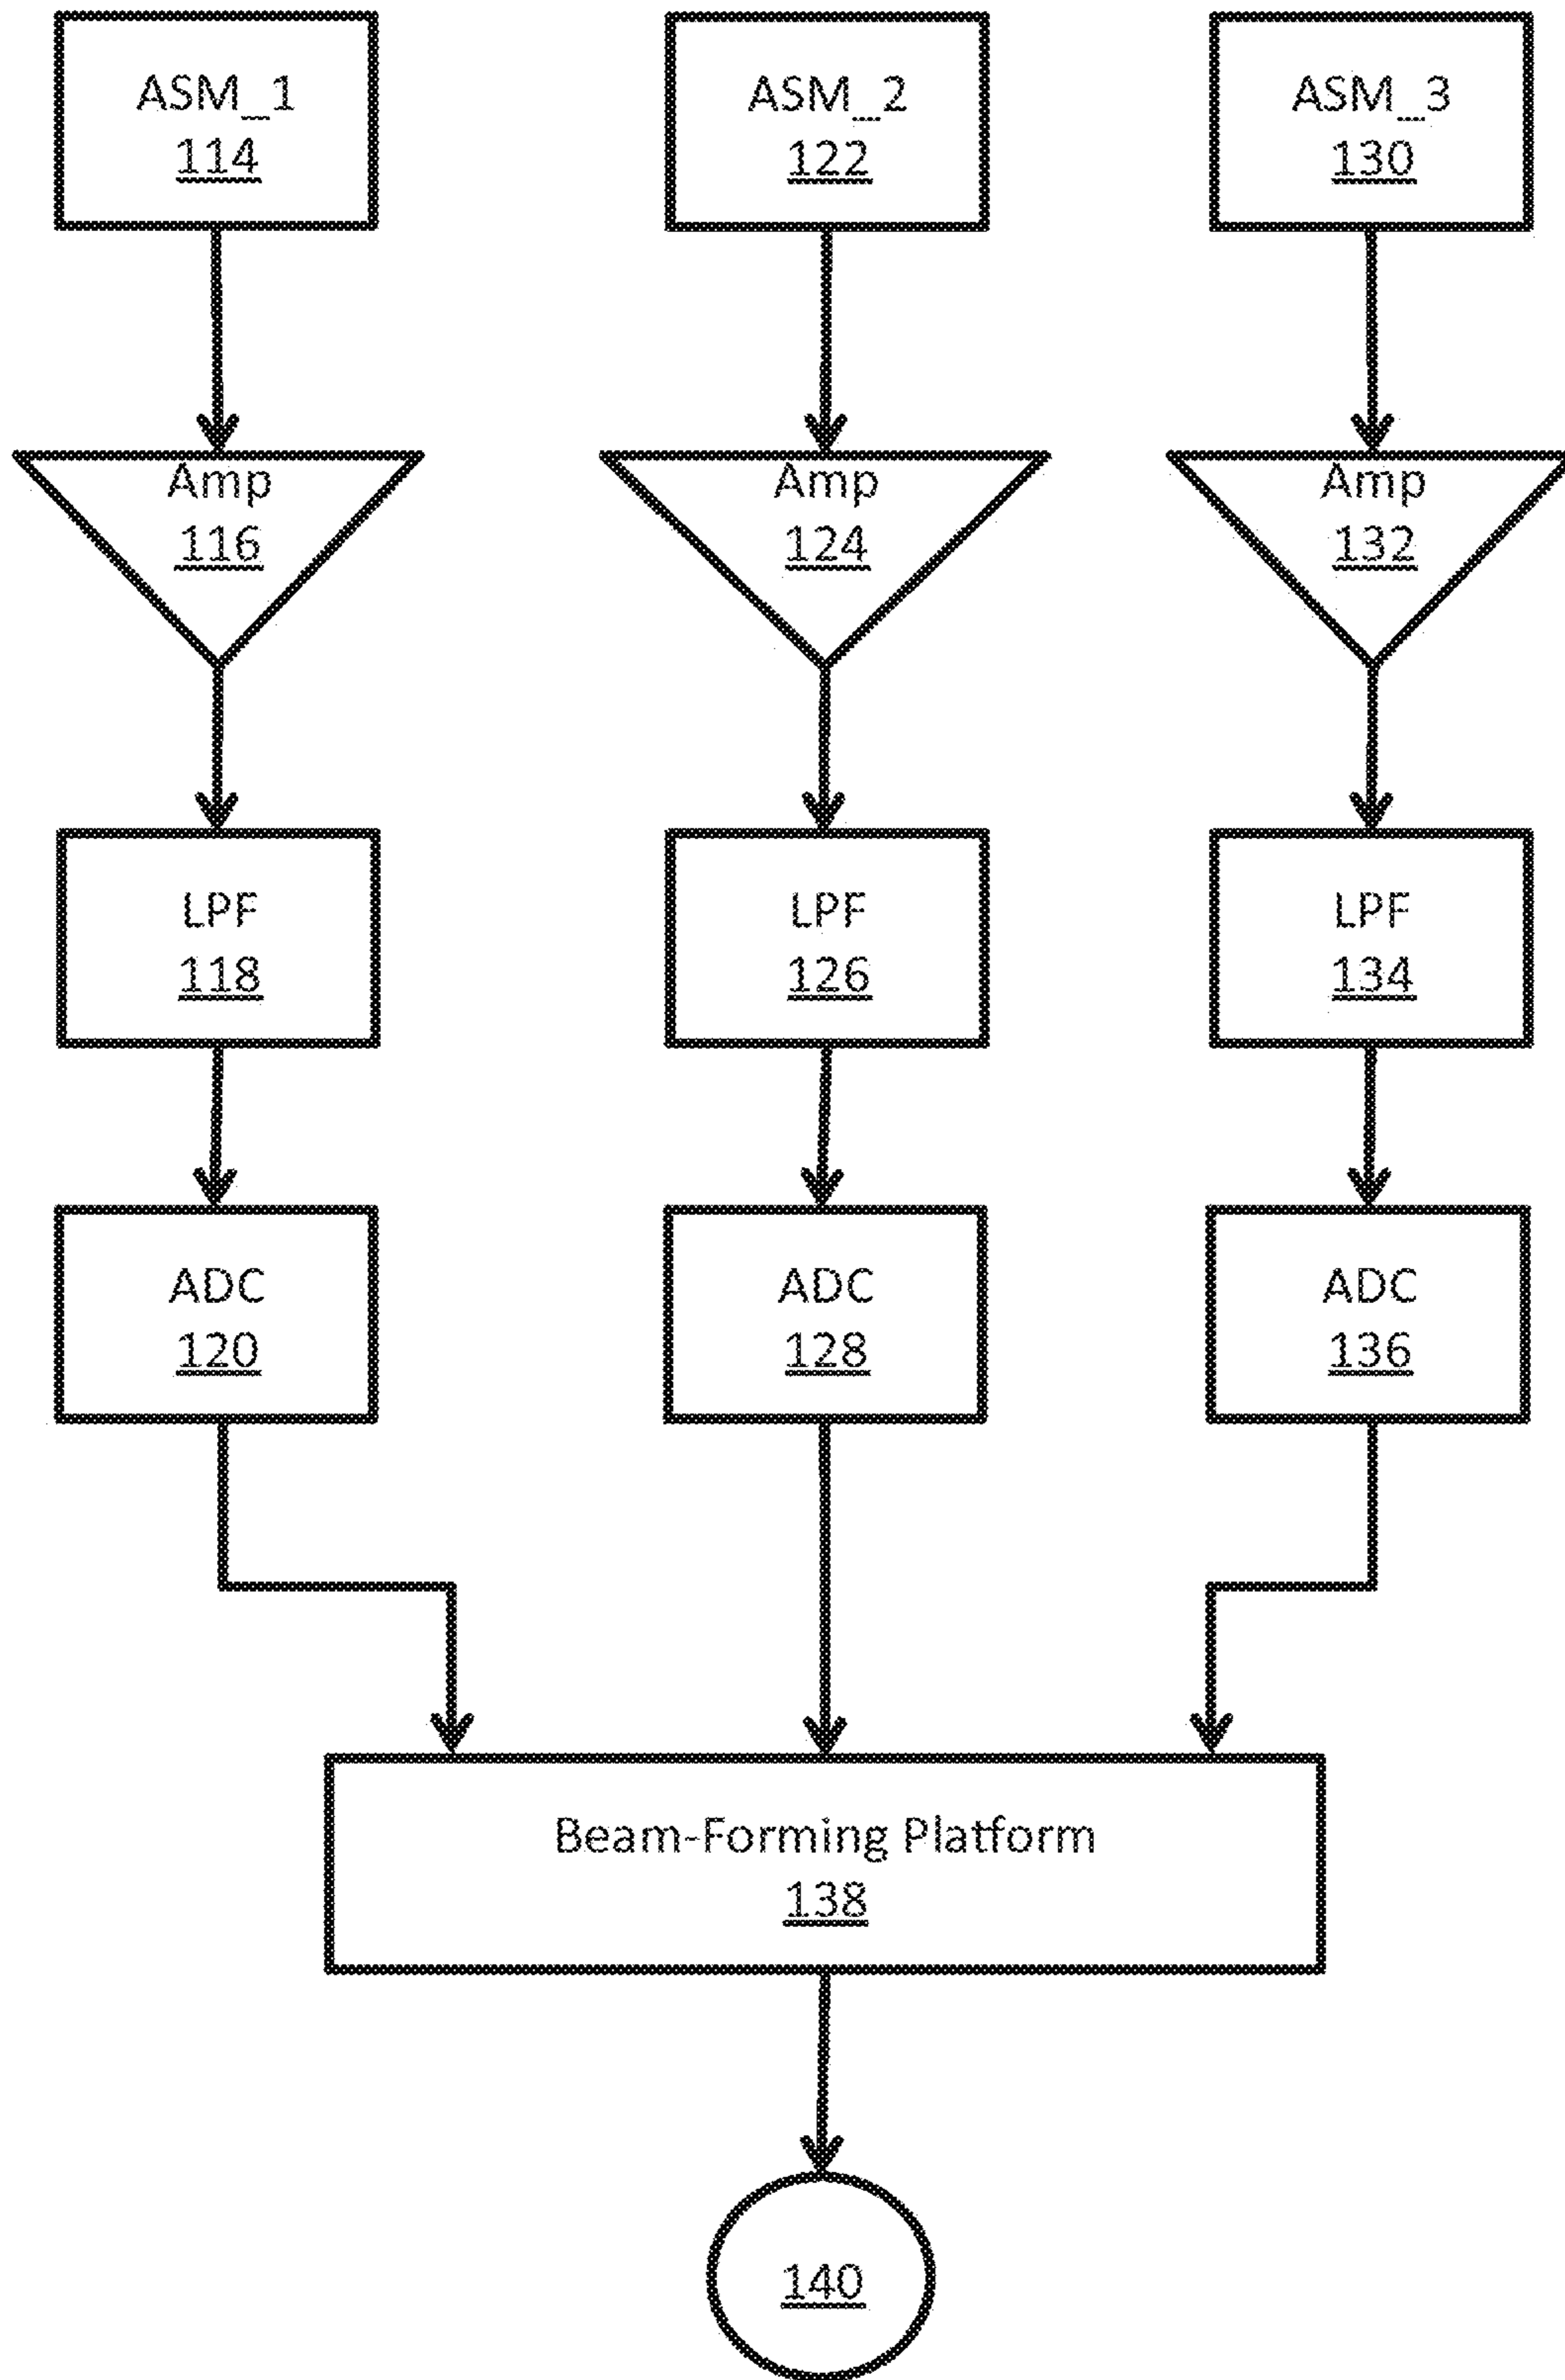 ASM_1
114
ASM_2
122
ASM_3
130
Amp
116
Amp
124
Amp
132
LPF
118
LPF
126
LPF
134
ADC
120
ADC
128
ADC
136
Beam-Forming Platform
138
140